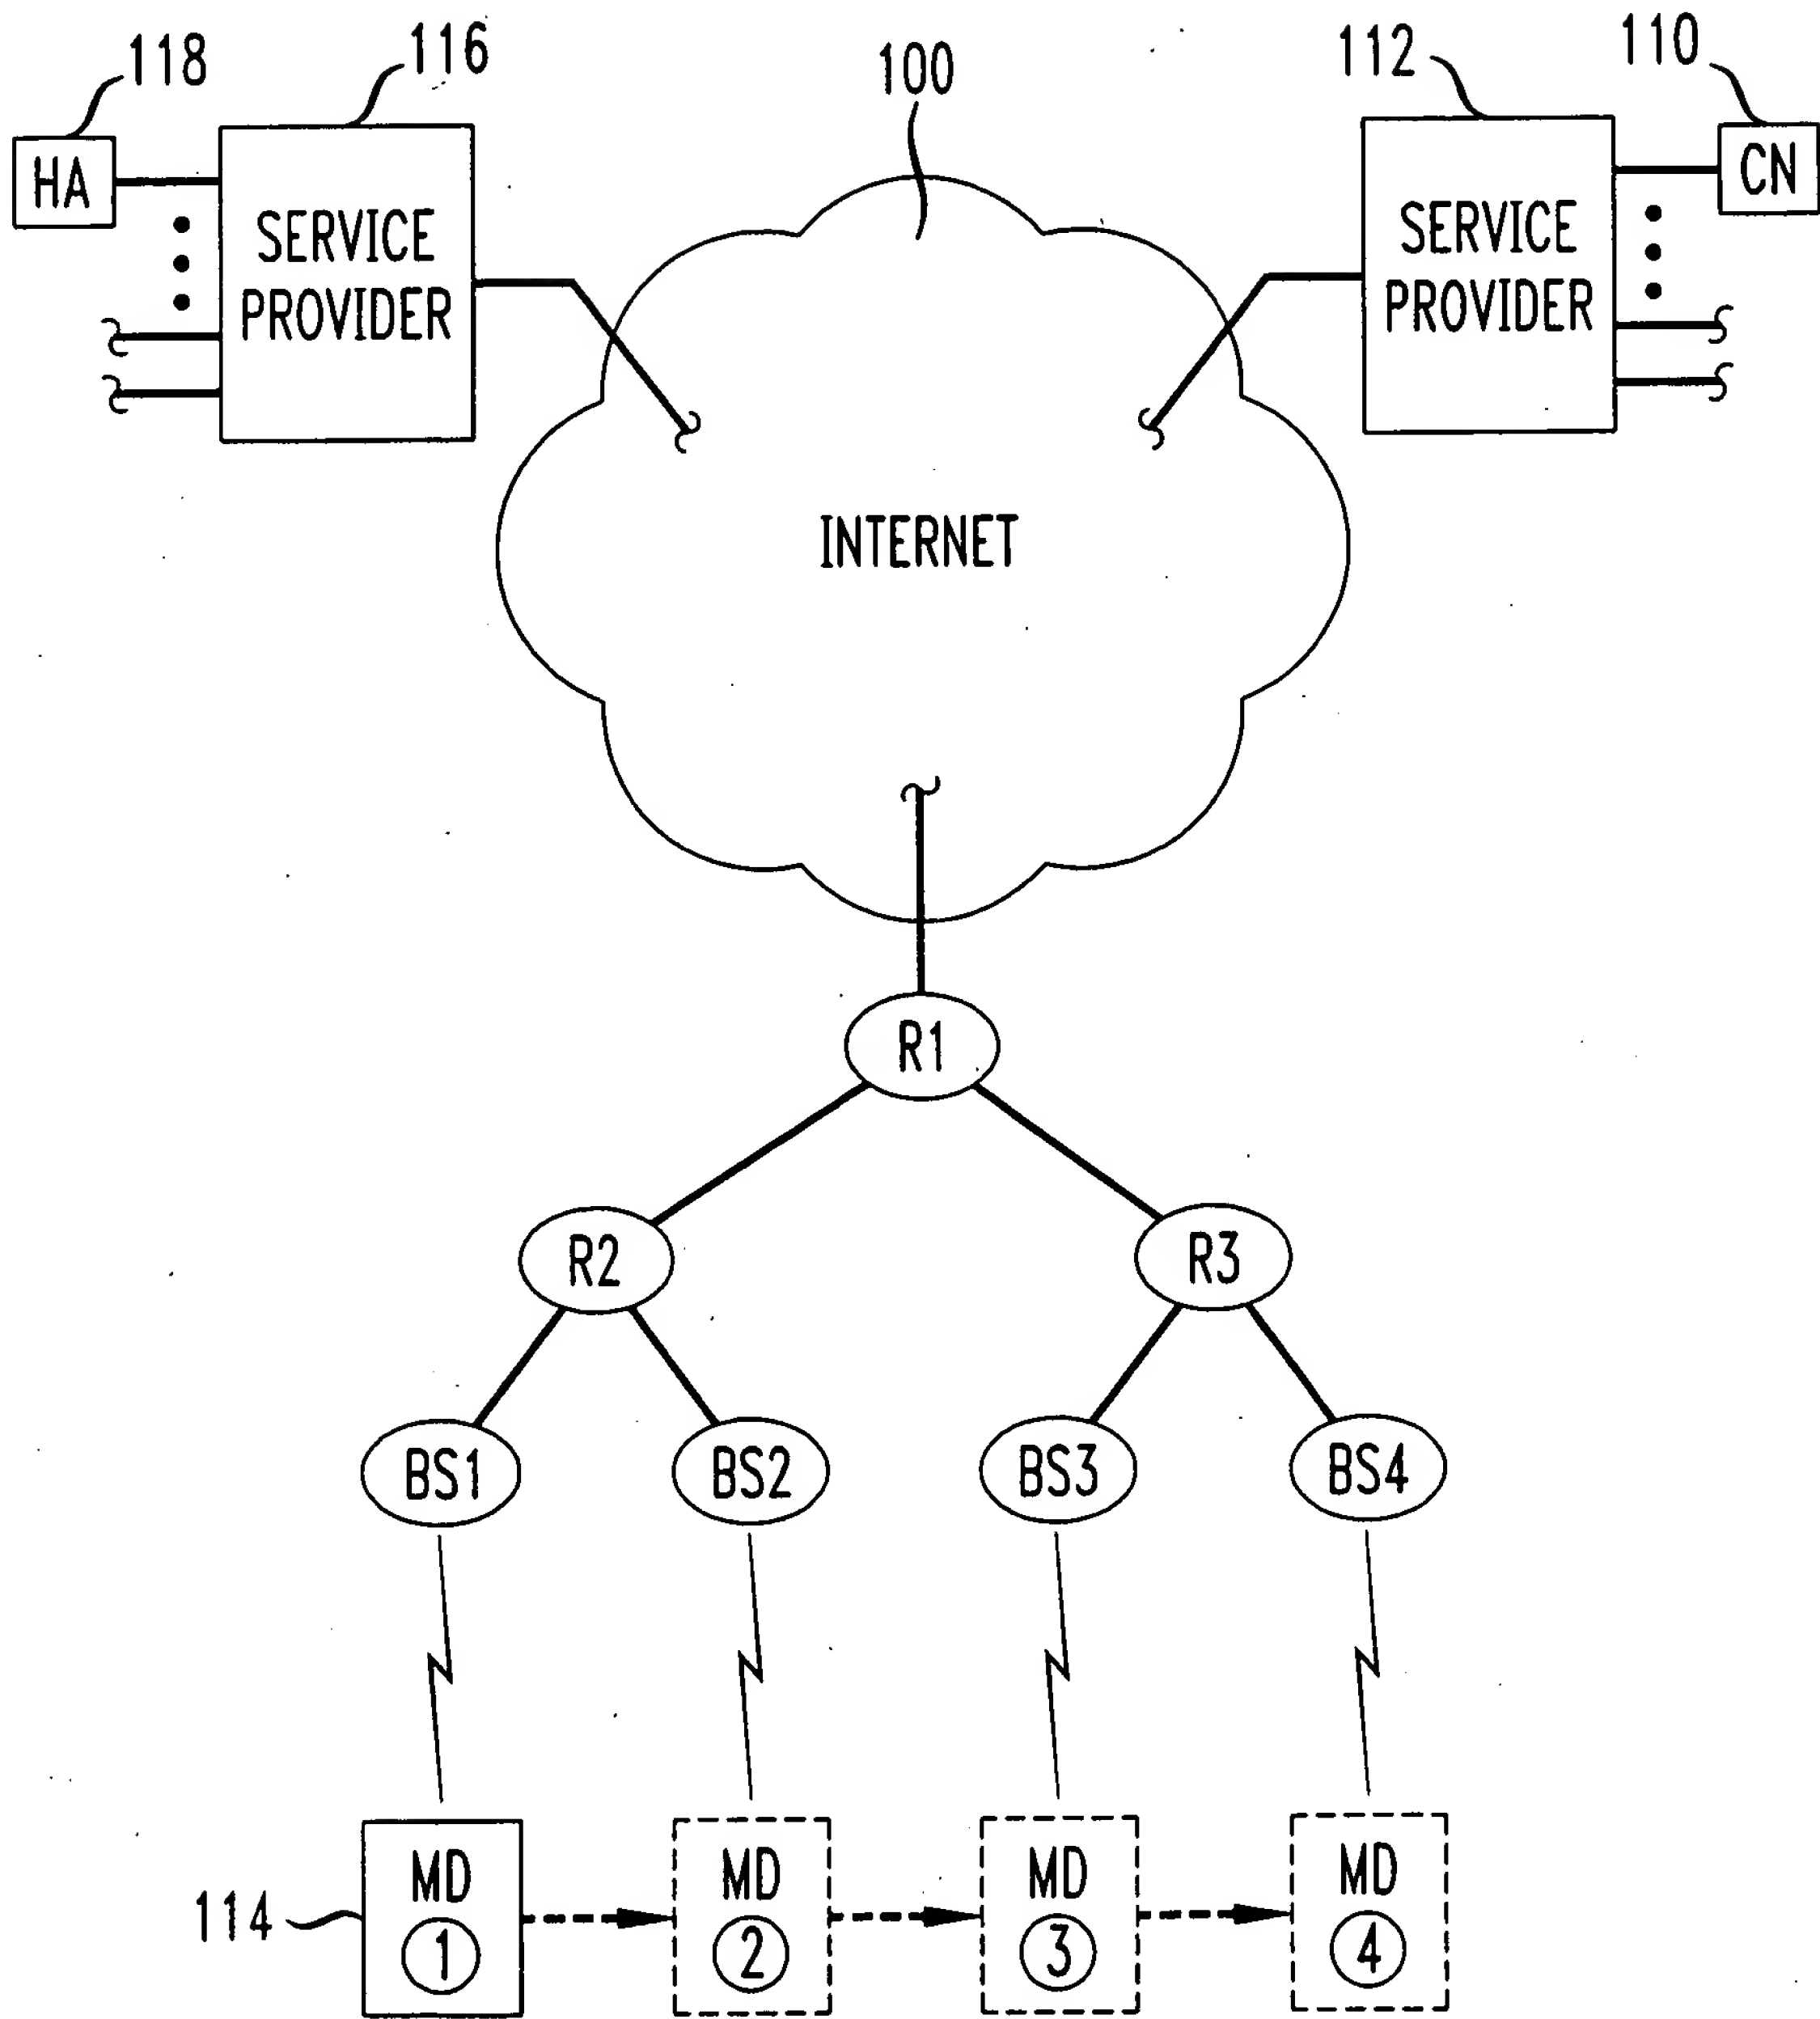 118
116
100
112
110
HA
SERVICE
PROVIDER
SERVICE
PROVIDER
CN
INTERNET
R1
R2
R3
BS1
BS2
BS3
BS4
114
MD
1
MD
2
MD
3
MD
4